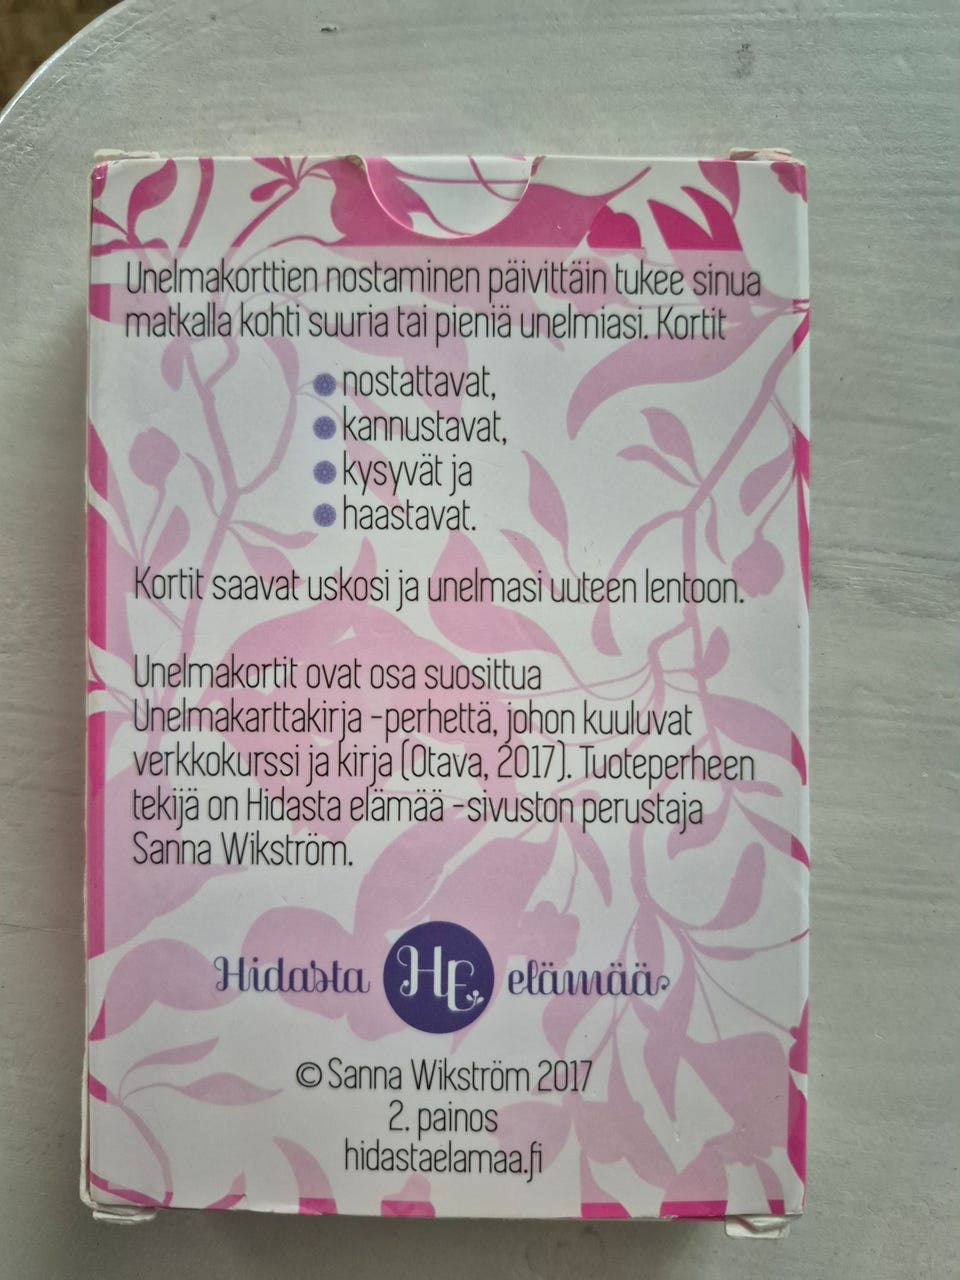 Unelmakorttien nostaminen päivittäin tukee sinua
matkalla kohti suuria tai pieniä unelmiasi. Kortit
nostattavat,
kannustavat,
kysyvät ja
haastavat.
Kortit saavat uskosi ja unelmasi uuteen lentoon.
Unelmakortit ovat osa suosittua
Unelmakarttakirja -perhettä, johon kuuluvat
verkkokurssi ja kirja (Otava, 2017). Tuoteperheen
tekijä on Hidasta elämää -sivuston perustaja
Sanna Wikström.
Hidasta HE elämää
© Sanna Wikström 2017
2. painos
hidastaelamaa.fi